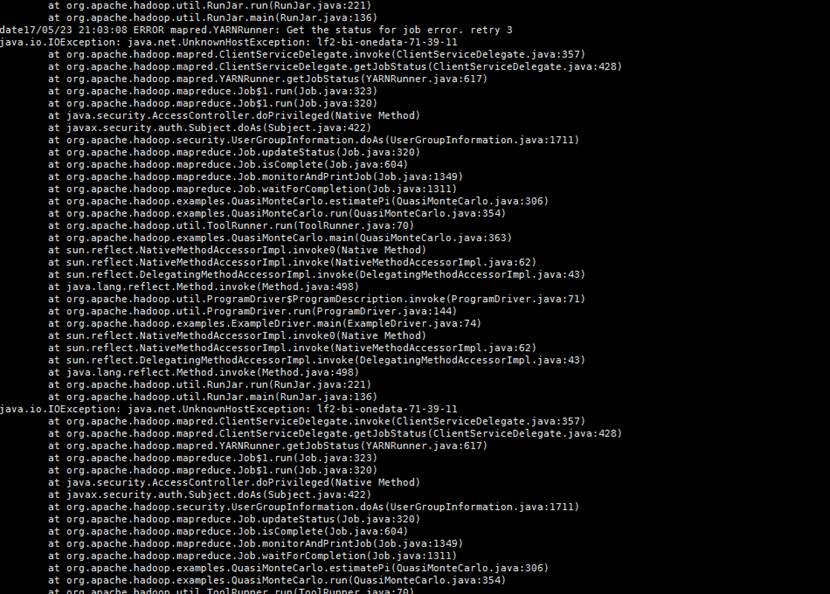 at org.apache.hadoop.util.RunJar.run(RunJar.java:221)
at org.apache.hadoop.util.RunJar.main(RunJar.java:136)
date17/05/23 21:03:08 ERROR mapred.YARNRunner: Get the status for job error. retry 3
java.io.IOException: java.net.UnknownHostException: lf2-bi-onedata-71-39-11
at org.apache.hadoop.mapred.ClientServiceDelegate.invoke(ClientServiceDelegate.java:357)
at org.apache.hadoop.mapred.ClientServiceDelegate.getJobStatus(ClientServiceDelegate.java:428)
at org.apache.hadoop.mapred.YARNRunner.getJobStatus(YARNRunner.java:617)
at org.apache.hadoop.mapreduce.Job$1.run(Job.java:323)
at org.apache.hadoop.mapreduce.Job$1.run(Job.java:320)
at java.security.AccessController.doPrivileged(Native Method)
at javax.security.auth.Subject.doAs(Subject.java:422)
at org.apache.hadoop.security.UserGroupInformation.doAs(UserGroupInformation.java:1711)
at org.apache.hadoop.mapreduce.Job.updateStatus(Job.java:320)
at org.apache.hadoop.mapreduce.Job.isComplete(Job.java:604)
at org.apache.hadoop.mapreduce.Job.monitorAndPrintJob(Job.java:1349)
at org.apache.hadoop.mapreduce.Job.waitForCompletion(Job.java:1311)
at org.apache.hadoop.examples.QuasiMonteCarlo.estimatePi(QuasiMonteCarlo.java:306)
at org.apache.hadoop.examples.QuasiMonteCarlo.run(QuasiMonteCarlo.java:354)
at org.apache.hadoop.util.ToolRunner.run(ToolRunner.java:70)
at org.apache.hadoop.examples.QuasiMonteCarlo.main(QuasiMonteCarlo.java:363)
at sun.reflect.NativeMethodAccessorImpl.invoke0(Native Method)
at sun.reflect.NativeMethodAccessorImpl.invoke(NativeMethodAccessorImpl.java:62)
at sun.reflect.DelegatingMethodAccessorImpl.invoke(DelegatingMethodAccessorImpl.java:43)
at java.lang.reflect.Method.invoke(Method.java:498)
at org.apache.hadoop.util.ProgramDriver$ProgramDescription.invoke(ProgramDriver.java:71)
at org.apache.hadoop.util.ProgramDriver.run(ProgramDriver.java:144)
at org.apache.hadoop.examples.ExampleDriver.main(ExampleDriver.java:74)
at sun.reflect.NativeMethodAccessorImpl.invoke0(Native Method)
at sun.reflect.NativeMethodAccessorImpl.invoke(NativeMethodAccessorImpl.java:62)
at sun.reflect.DelegatingMethodAccessorImpl.invoke(DelegatingMethodAccessorImpl.java:43)
at java.lang.reflect.Method.invoke(Method.java:498)
at org.apache.hadoop.util.RunJar.run(RunJar.java:221)
at org.apache.hadoop.util.RunJar.main(RunJar.java:136)
java.io.IOException: java.net.UnknownHostException: lf2-bi-onedata-71-39-11
at org.apache.hadoop.mapred.ClientServiceDelegate.invoke(ClientServiceDelegate.java:357)
at org.apache.hadoop.mapred.ClientServiceDelegate.getJobStatus(ClientServiceDelegate.java:428)
at org.apache.hadoop.mapred.YARNRunner.getJobStatus(YARNRunner.java:617)
at org.apache.hadoop.mapreduce.Job$1.run(Job.java:323)
at org.apache.hadoop.mapreduce.Job$1.run(Job.java:320)
at java.security.AccessController.doPrivileged(Native Method)
at javax.security.auth.Subject.doAs(Subject.java:422)
at org.apache.hadoop.security.UserGroupInformation.doAs(UserGroupInformation.java:1711)
at org.apache.hadoop.mapreduce.Job.updateStatus(Job.java:320)
at org.apache.hadoop.mapreduce.Job.isComplete(Job.java:604)
at org.apache.hadoop.mapreduce.Job.monitorAndPrintJob(Job.java:1349)
at org.apache.hadoop.mapreduce.Job.waitForCompletion(Job.java:1311)
at org.apache.hadoop.examples.QuasiMonteCarlo.estimatePi(QuasiMonteCarlo.java:306)
at org.apache.hadoop.examples.QuasiMonteCarlo.run(QuasiMonteCarlo.java:354)
at org.apache.hadoop.util.ToolRunner.run(ToolRunner.java:70)